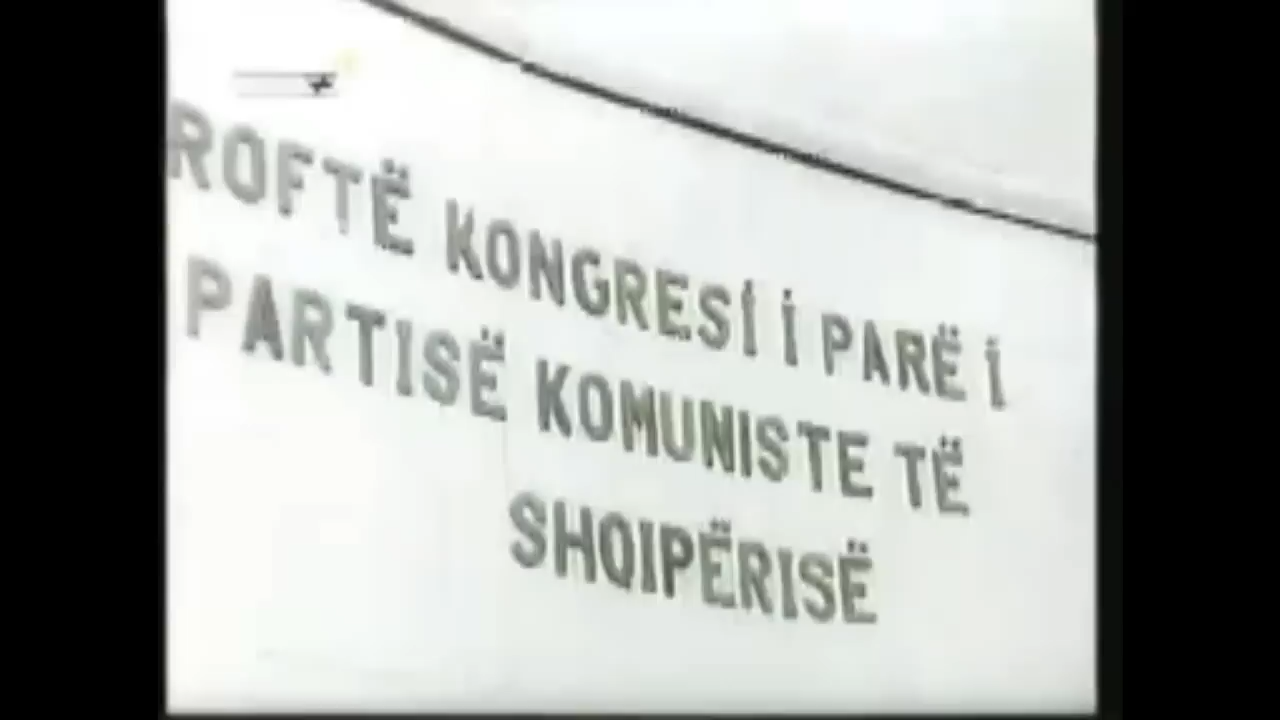 ROFTË KONGRESİ İ PARË İ
PARTISË KOMUNISTE TË
SHQIPËRISË